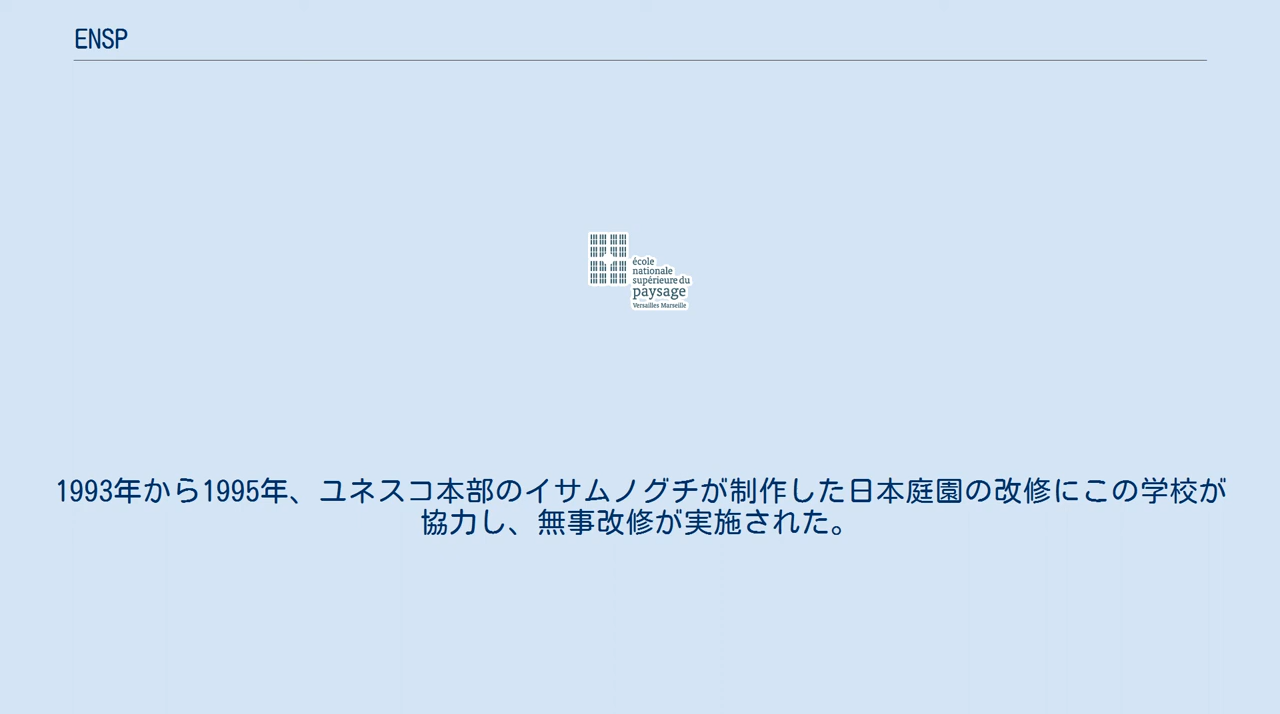 ENSP
école
nationale
supérieure du
paysage
Versailles Marseille
1993年から1995年、ユネスコ本部のイサムノグチが制作した日本庭園の改修にこの学校が
協力し、無事改修が実施された。